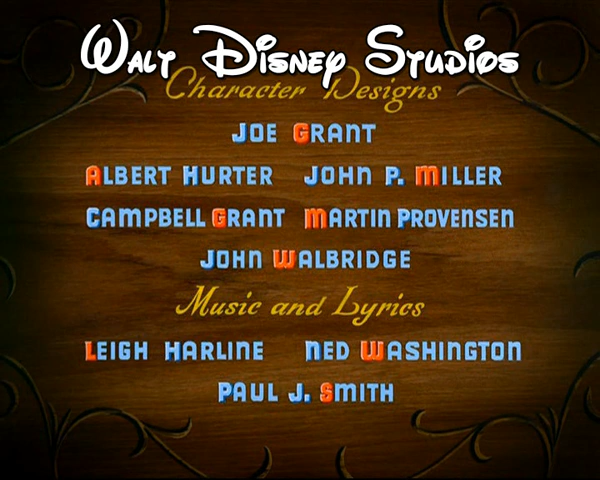 Walt Disney Studios
Character Designs
JOE GRANT
ALBERT HURTER JOHN P. MILLER
CAMPBELL GRANT MARTIN PROVENSEN
JOHN WALBRIDGE
Music and Lyrics
LEIGH HARLINE NED WASHINGTON
PAUL J. SMITH